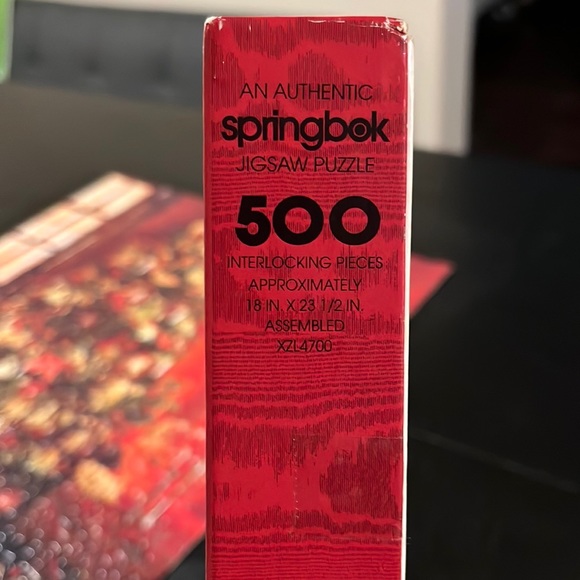 AN AUTHENTIC
springbok
JIGSAW PUZZLE
500
INTERLOCKING PIECES
APPROXIMATELY
18 IN. X 23 1/2 IN.
ASSEMBLED
XZL4700